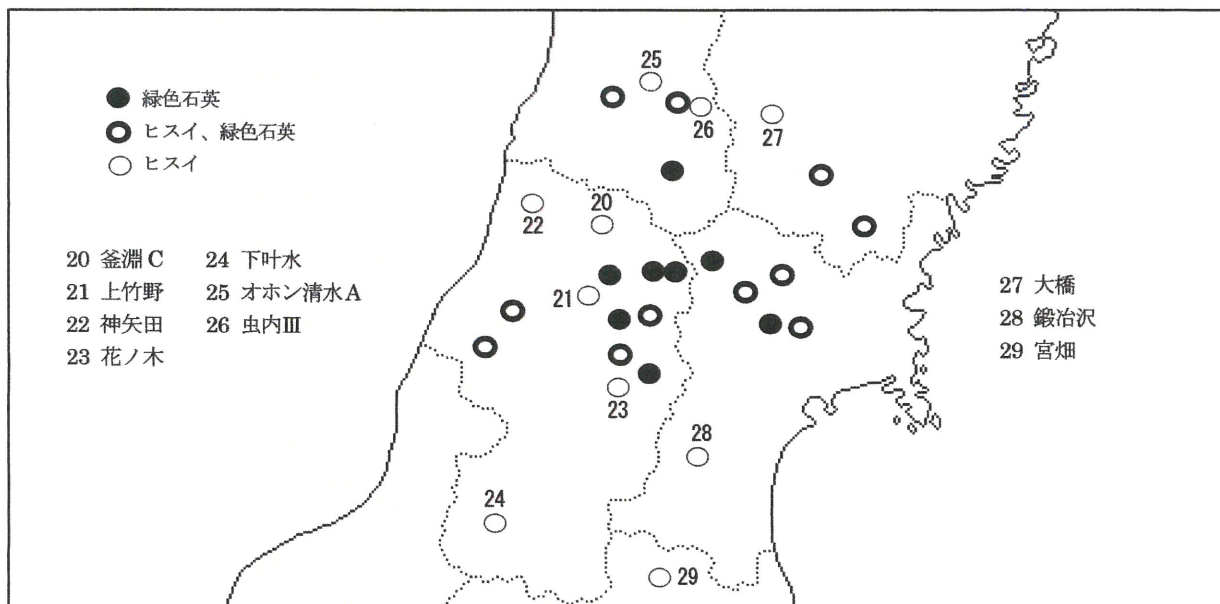 緑色石英
ヒスイ、緑色石英
ヒスイ
20 釜淵C 24 下叶水
21 上竹野 25 オホン清水A
22 神矢田 26 虫内Ⅲ
23 花ノ木
27 大橋
28 鍛冶沢
29 宮畑
25
26
27
20
22
21
23
28
24
29